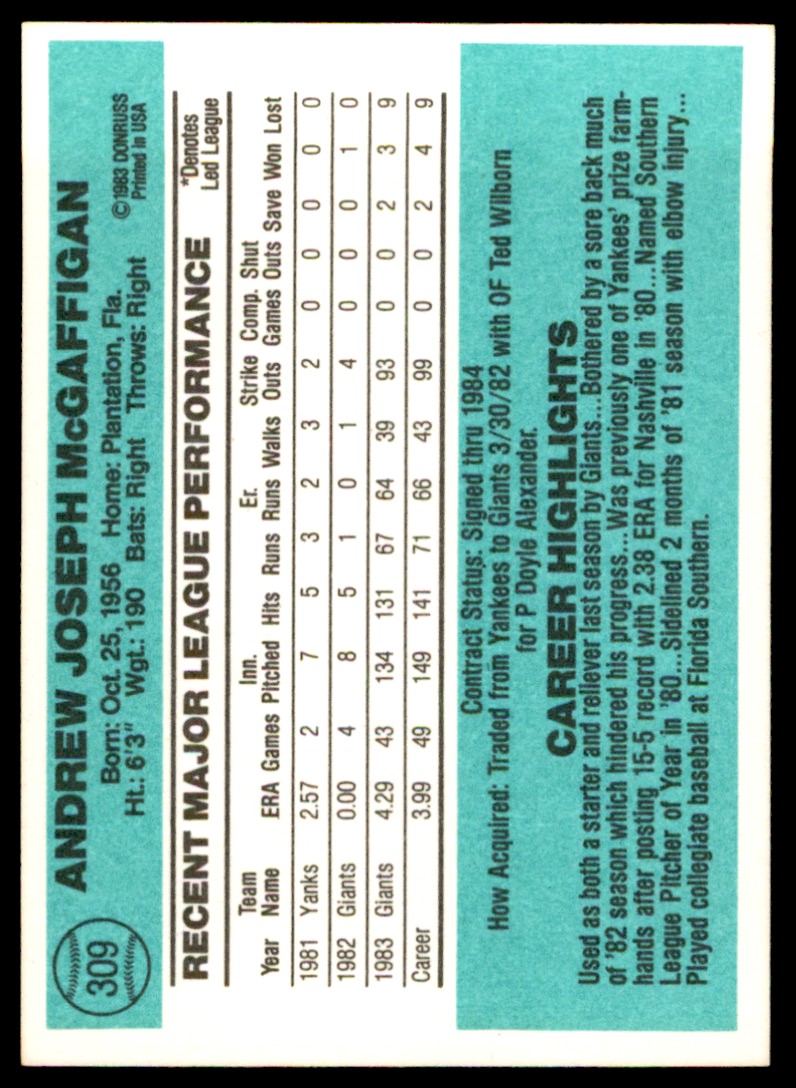 309
ANDREW JOSEPH McGAFFIGAN
Born: Oct. 25, 1956 Home: Plantation, Fla. ©1983 DONRUSS
Ht.: 6'3" Wgt.: 190 Bats: Right Throws: Right Printed in USA
RECENT MAJOR LEAGUE PERFORMANCE *Denotes
Led League
Team Inn. Er. Strike Comp. Shut
Year Name ERA Games Pitched Hits Runs Runs Walks Outs Games Outs Save Won Lost
1981 Yanks 2.57 2 7 5 3 2 3 2 0 0 0 0 0
1982 Giants 0.00 4 8 5 1 0 1 4 0 0 0 1 0
1983 Giants 4.29 43 134 131 67 64 39 93 0 0 2 3 9
Career 3.99 49 149 141 71 66 43 99 0 0 2 4 9
Contract Status: Signed thru 1984
How Acquired: Traded from Yankees to Giants 3/30/82 with OF Ted Wilborn
for P Doyle Alexander.
CAREER HIGHLIGHTS
Used as both a starter and reliever last season by Giants...Bothered by a sore back much
of '82 season which hindered his progress...Was previously one of Yankees' prize farm-
hands after posting 15-5 record with 2.38 ERA for Nashville in '80...Named Southern
League Pitcher of Year in '80...Sidelined 2 months of '81 season with elbow injury...
Played collegiate baseball at Florida Southern.